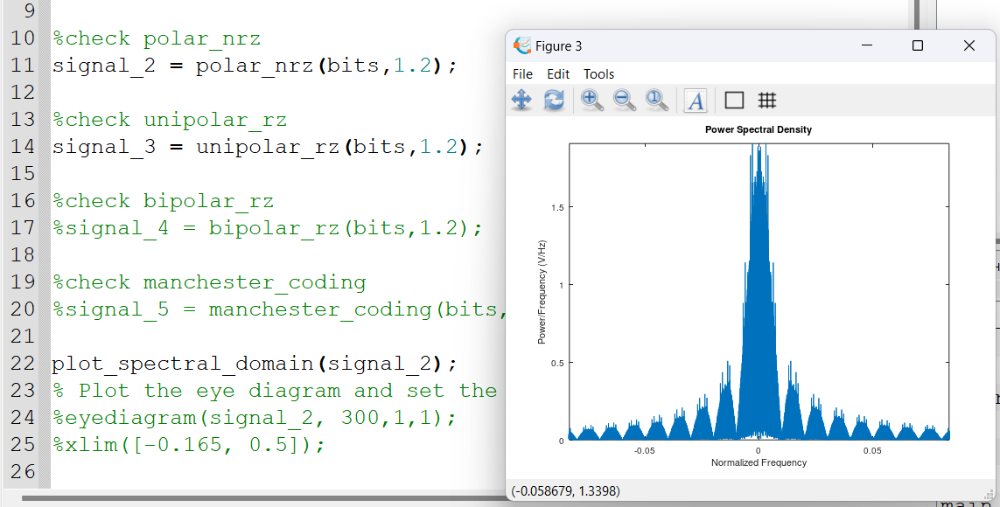 9
10 %check polar_nrz
11 signal_2 = polar_nrz(bits,1.2);
12
13 %check unipolar_rz
14 signal_3 = unipolar_rz(bits,1.2);
15
16 %check bipolar_rz
17 %signal_4 = bipolar_rz(bits,1.2);
18
19 %check manchester_coding
20 %signal_5 = manchester_coding(bits,
21
22 plot_spectral_domain(signal_2);
23 % Plot the eye diagram and set the
24 %eyediagram(signal_2, 300,1,1);
25 %xlim([-0.165, 0.5]);
26
Figure 3
File Edit Tools
A
Power Spectral Density
Power/Frequency (V/Hz)
1.5
1
0.5
0
-0.05 0 0.05
Normalized Frequency
(-0.058679, 1.3398)